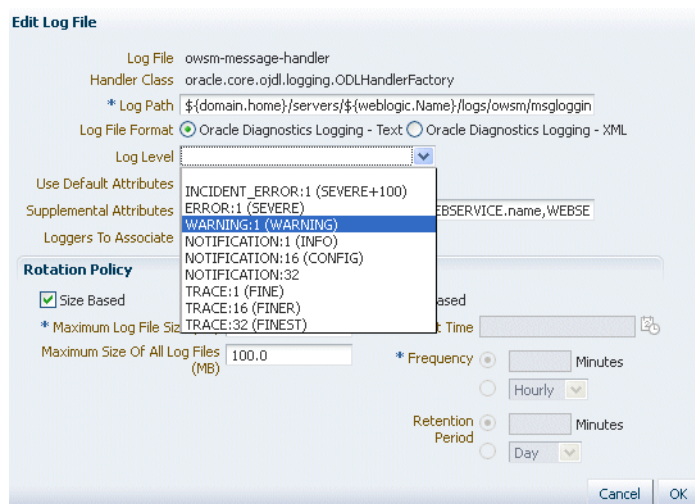 Edit Log File
Log File owsm-message-handler
Handler Class oracle.core.ojdl.logging.ODLHandlerFactory
* Log Path ${domain.home}/servers/${weblogic.Name}/logs/owsm/msgloggin
Log File Format Oracle Diagnostics Logging - Text Oracle Diagnostics Logging - XML
Log Level
Use Default Attributes
INCIDENT_ERROR:1 (SEVERE+100)
Supplemental Attributes ERROR:1 (SEVERE) EBSERVICE.name,WEBSE
WARNING:1 (WARNING)
Loggers To Associate NOTIFICATION:1 (INFO)
NOTIFICATION:16 (CONFIG)
Rotation Policy NOTIFICATION:32
Size Based TRACE:1 (FINE) ased
TRACE:16 (FINER)
* Maximum Log File Siz TRACE:32 (FINEST) t Time
Maximum Size Of All Log Files (MB) 100.0
* Frequency Minutes
Hourly
Retention Period Minutes
Day
Cancel OK